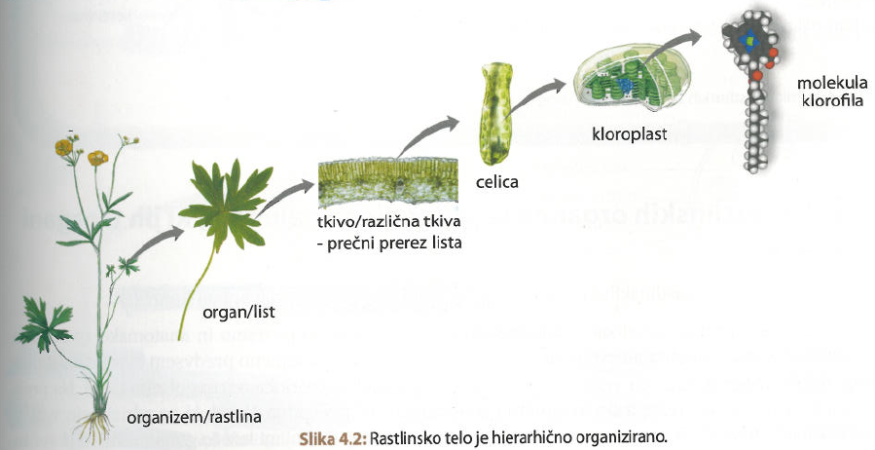 molekula
klorofila
kloroplast
celica
tkivo/različna tkiva
- prečni prerez lista
organ/list
organizem/rastlina
Slika 4.2: Rastlinsko telo je hierarhično organizirano.